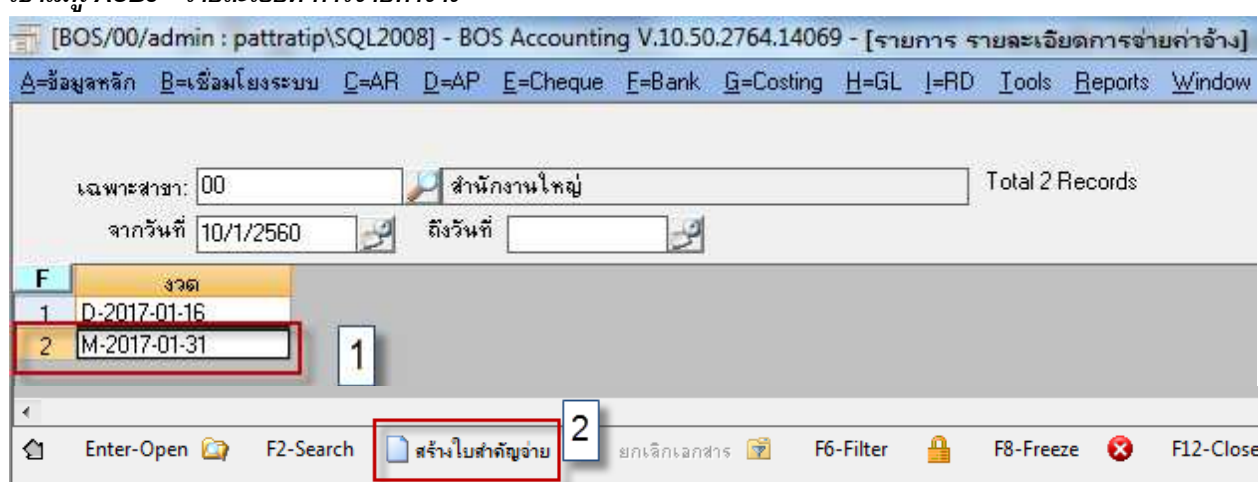 [BOS/00/admin : pattratip\SQL2008] - BOS Accounting V.10.50.2764.14069 - [รายการ รายละเอียดการจ่ายค่าจ้าง]
A=ข้อมูลหลัก B=เชื่อมโยงระบบ C=AR D=AP E=Cheque F=Bank G=Costing H=GL I=RD Tools Reports Window
เฉพาะสาขา: 00 สำนักงานใหญ่ Total 2 Records
จากวันที่ 10/1/2560 ถึงวันที่
F งวด
1 D-2017-01-16
2 M-2017-01-31 1
2
Enter-Open F2-Search สร้างใบสำคัญจ่าย ยกเลิกเอกสาร F6-Filter F8-Freeze F12-Close